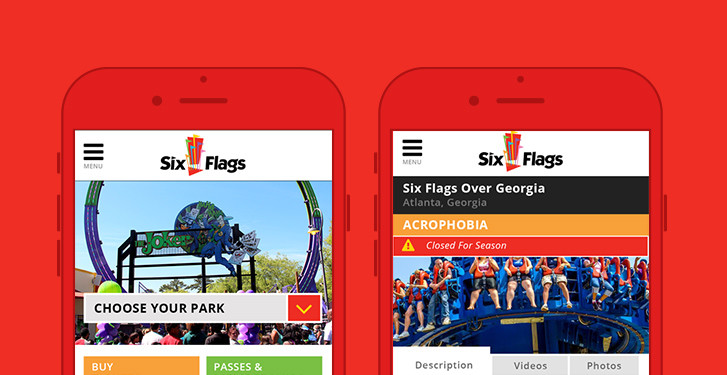 MENU
Six Flags
The Joker
CHOOSE YOUR PARK
BUY
PASSES &
MENU
Six Flags
Six Flags Over Georgia
Atlanta, Georgia
ACROPHOBIA
Closed For Season
Description
Videos
Photos